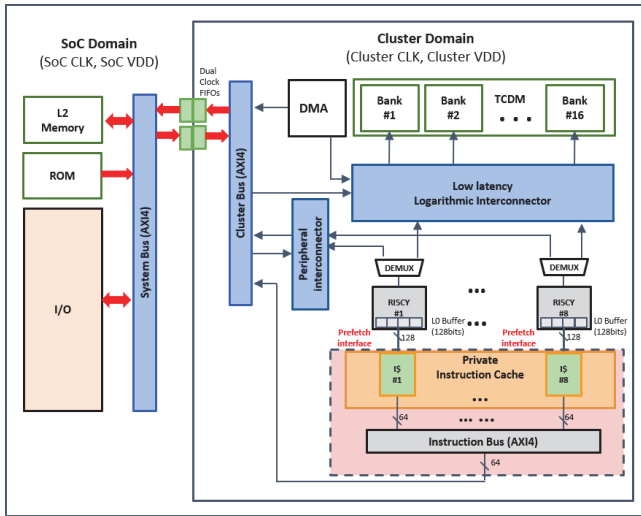 SoC Domain
(SoC CLK, SoC VDD)
Cluster Domain
(Cluster CLK, Cluster VDD)
Dual
Clock
FIFOs
L2
Memory
ROM
I/O
System Bus (AXI4)
Cluster Bus (AXI4)
DMA
Bank
#1
Bank
#2
TCDM
• • •
Bank
#16
Low latency
Logarithmic Interconnector
Peripheral
interconnector
DEMUX
DEMUX
RI5CY
#1
L0 Buffer
(128bits)
•••
•••
RI5CY
#8
L0 Buffer
(128bits)
Prefetch
interface
128
Prefetch
interface
128
I$
#1
Private
Instruction Cache
•••
I$
#8
64
••• •••
64
Instruction Bus (AXI4)
64